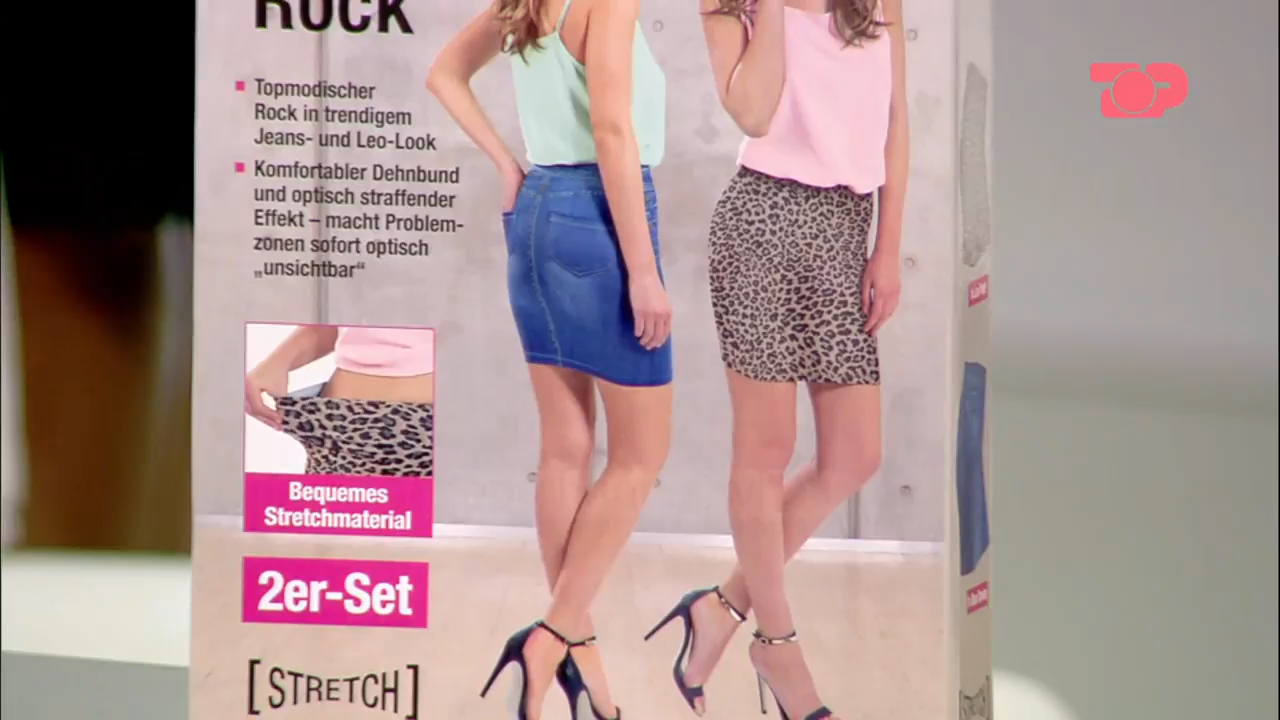 ROCK
Topmodischer
Rock in trendigem
Jeans- und Leo-Look
Komfortabler Dehnbund
und optisch straffender
Effekt – macht Problem-
zonen sofort optisch
„unsichtbar“
Bequemes
Stretchmaterial
2er-Set
[STRETCH]
TOP